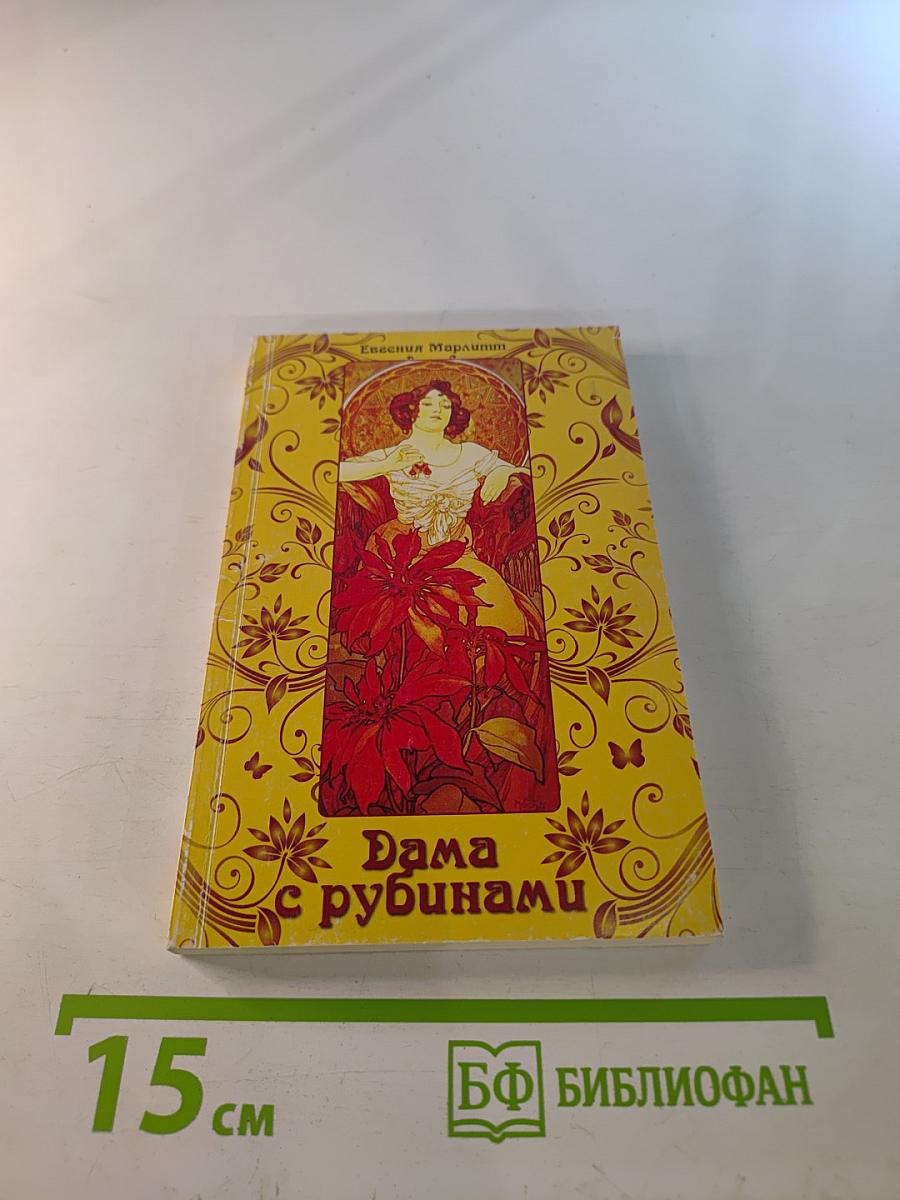 Евгения Марлитт
Дама
с рубинами
15 см
БФ БИБЛИОФАН